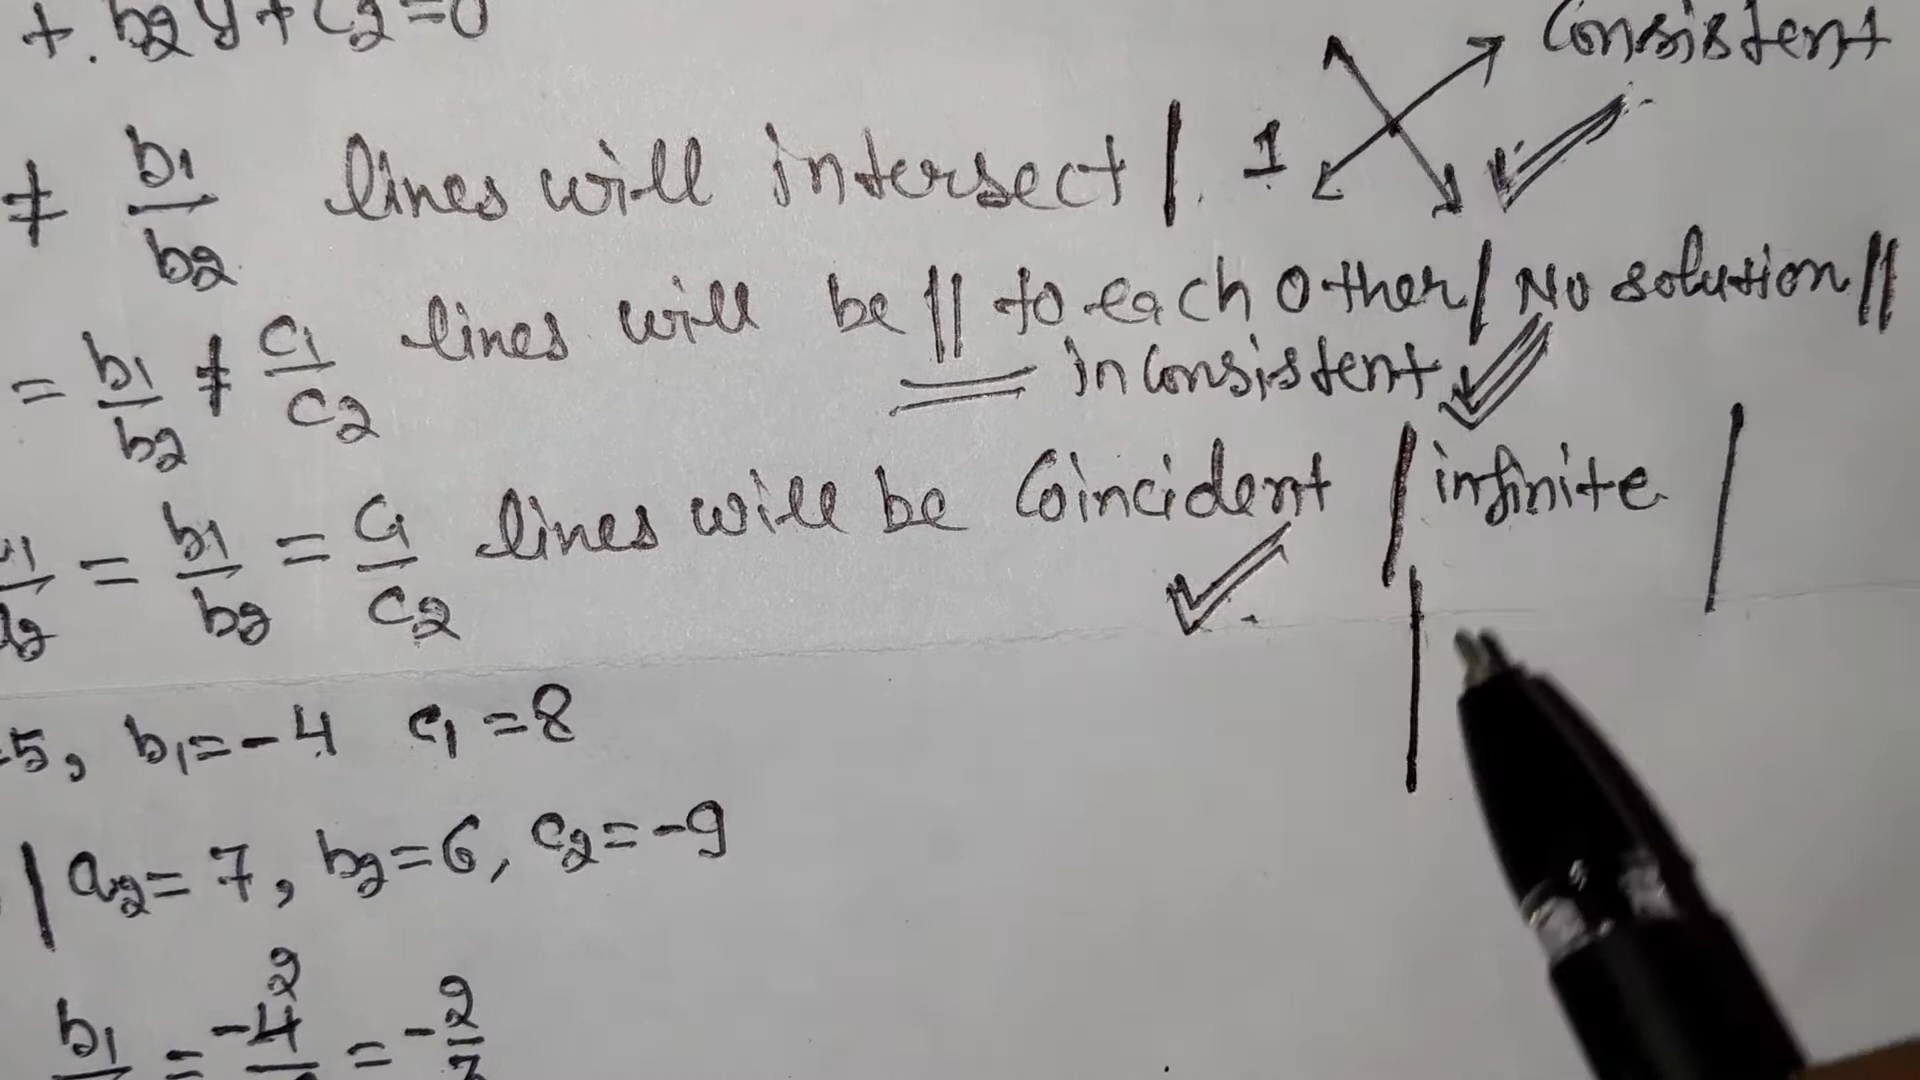 + b2y + c2 = 0
Consistent
≠ b1/b2 lines will intersect | 1
= b1/b2 ≠ c1/c2 lines will be || to each other / No solution ||
inconsistent
= b1/b2 = c1/c2 lines will be Coincident / infinite |
5, b1 = -4 c1 = 8
| a2 = 7, b2 = 6, c2 = -9
2
b1 = -4 = -2